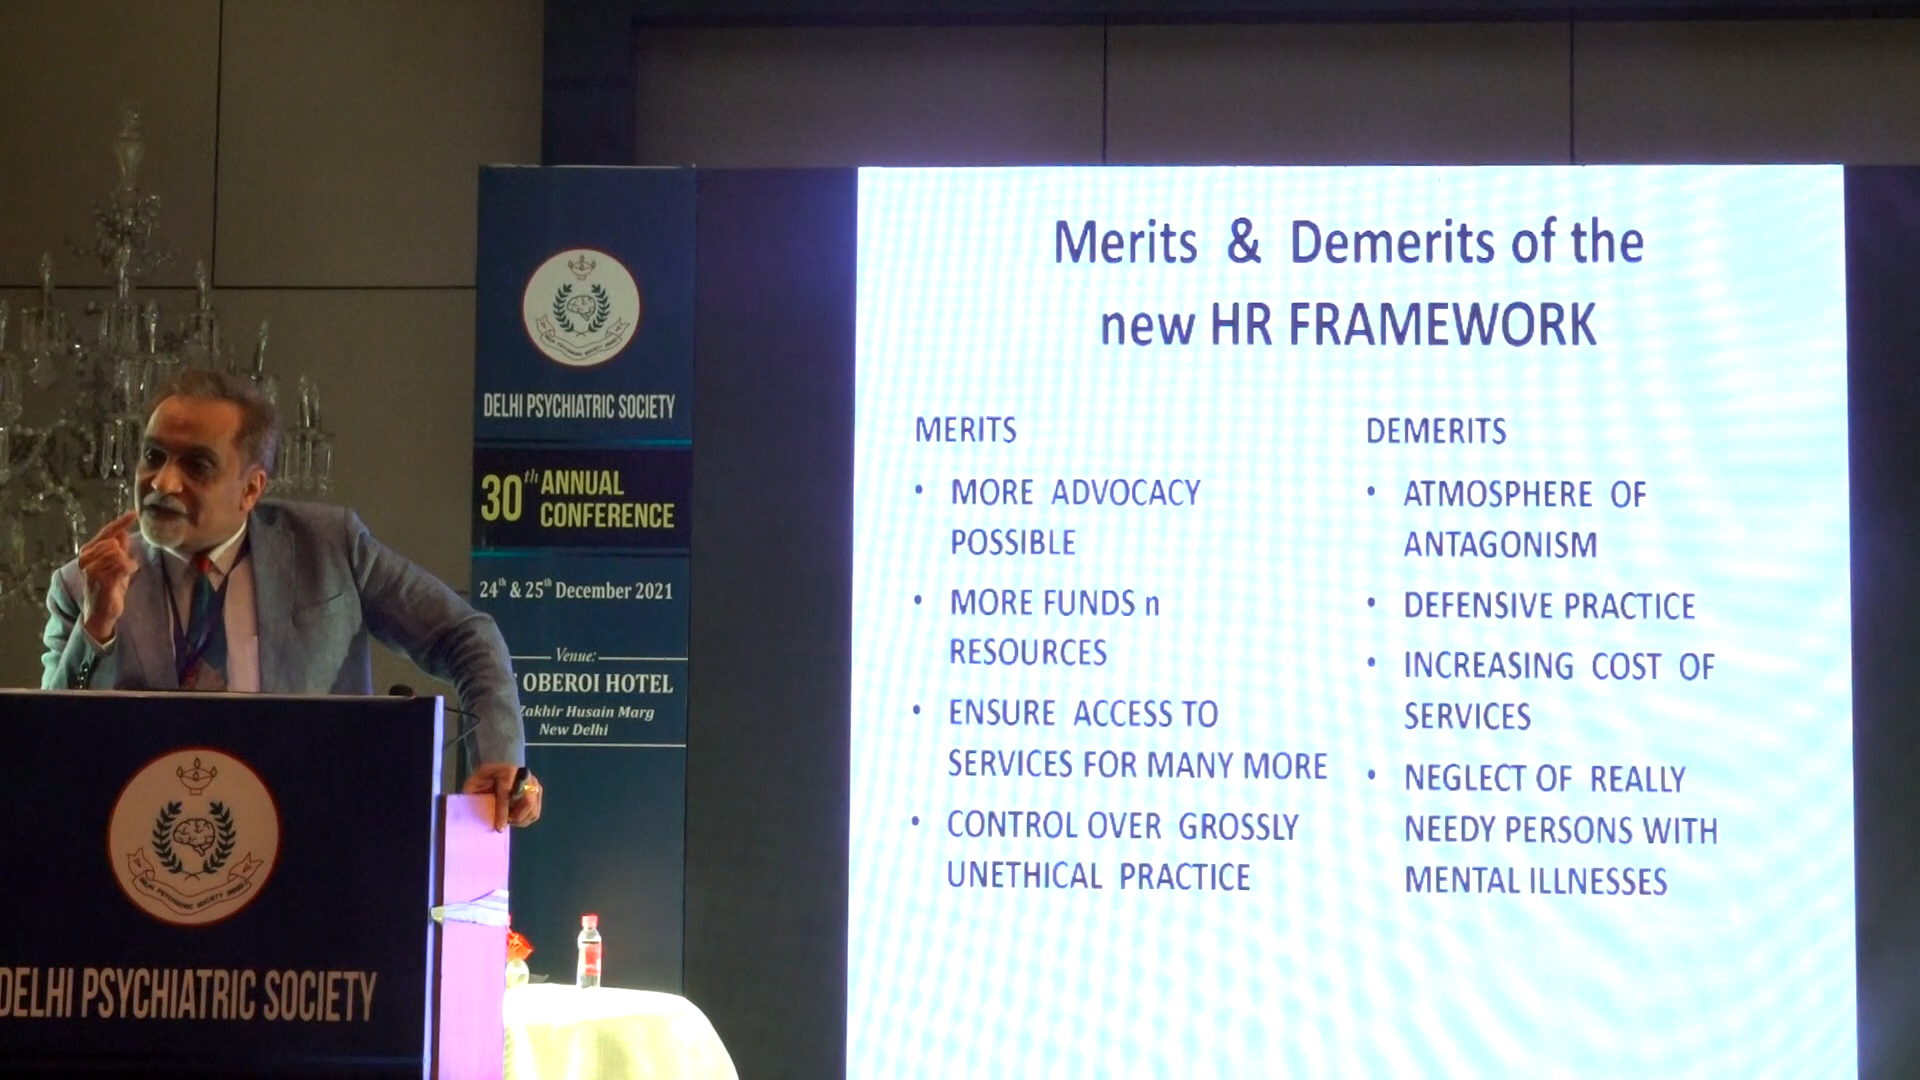 DELHI PSYCHIATRIC SOCIETY
30th ANNUAL
CONFERENCE
24th & 25th December 2021
Venue:
OBEROI HOTEL
Zakhir Husain Marg
New Delhi
DELHI PSYCHIATRIC SOCIETY
Merits & Demerits of the
new HR FRAMEWORK
MERITS
• MORE ADVOCACY
POSSIBLE
• MORE FUNDS n
RESOURCES
• ENSURE ACCESS TO
SERVICES FOR MANY MORE
• CONTROL OVER GROSSLY
UNETHICAL PRACTICE
DEMERITS
• ATMOSPHERE OF
ANTAGONISM
• DEFENSIVE PRACTICE
• INCREASING COST OF
SERVICES
• NEGLECT OF REALLY
NEEDY PERSONS WITH
MENTAL ILLNESSES